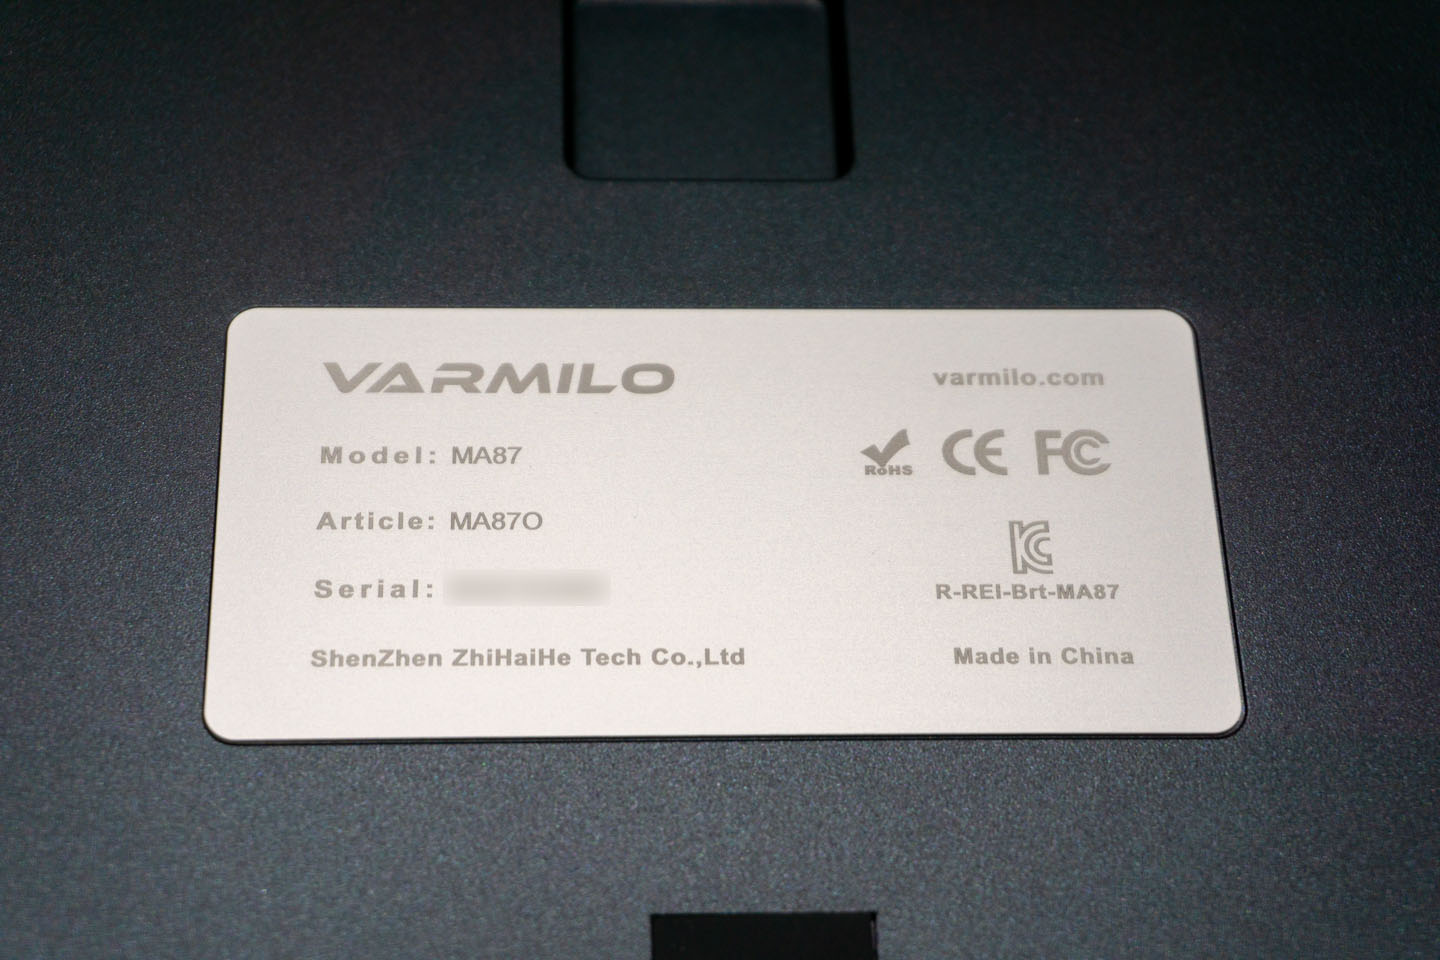 VARMILO
varmilo.com
Model: MA87
RoHS CE FC
Article: MA87O
KC
Serial:
R-REI-Brt-MA87
ShenZhen ZhiHaiHe Tech Co.,Ltd
Made in China